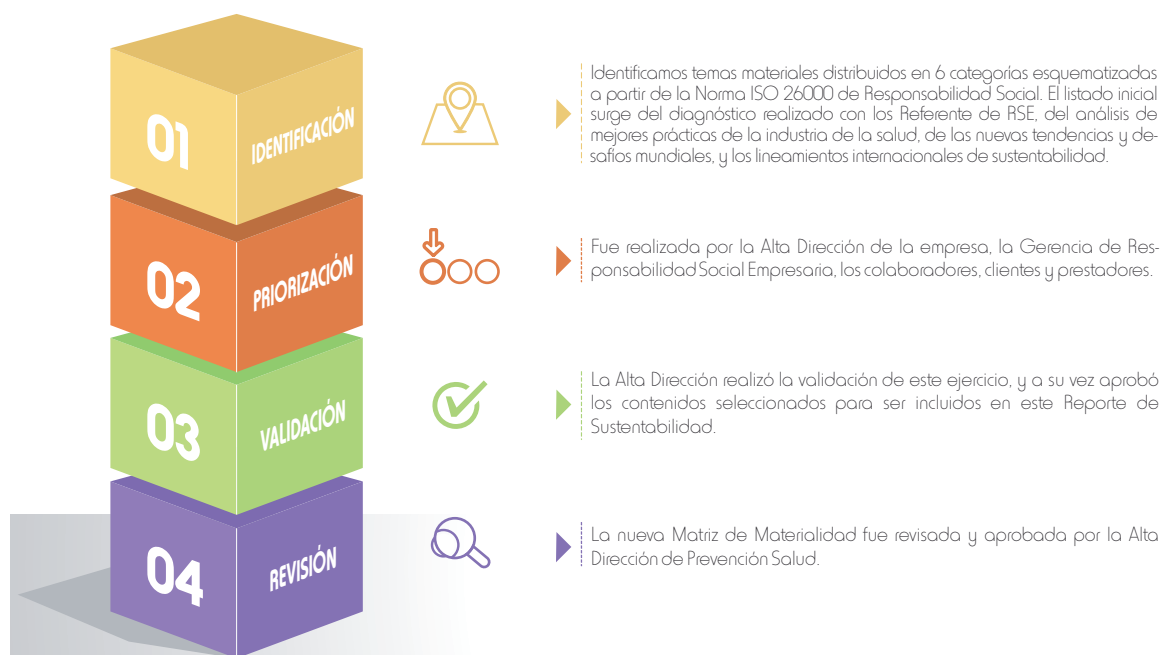 01
IDENTIFICACIÓN
Identificamos temas materiales distribuidos en 6 categorías esquematizadas
a partir de la Norma ISO 26000 de Responsabilidad Social. El listado inicial
surge del diagnóstico realizado con los Referente de RSE, del análisis de
mejores prácticas de la industria de la salud, de las nuevas tendencias y de-
safíos mundiales, y los lineamientos internacionales de sustentabilidad.
02
PRIORIZACIÓN
Fue realizada por la Alta Dirección de la empresa, la Gerencia de Res-
ponsabilidad Social Empresaria, los colaboradores, clientes y prestadores.
03
VALIDACIÓN
La Alta Dirección realizó la validación de este ejercicio, y a su vez aprobó
los contenidos seleccionados para ser incluidos en este Reporte de
Sustentabilidad.
04
REVISIÓN
La nueva Matriz de Materialidad fue revisada y aprobada por la Alta
Dirección de Prevención Salud.